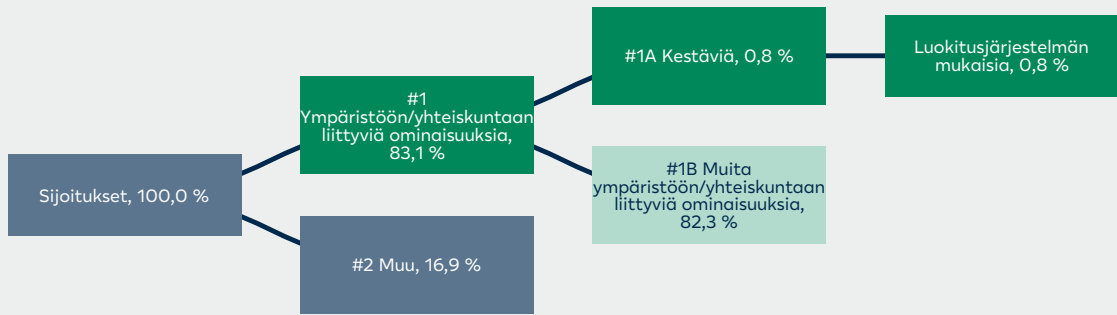 Sijoitukset, 100,0 %
#1
Ympäristöön/yhteiskuntaan
liittyviä ominaisuuksia,
83,1 %
#2 Muu, 16,9 %
#1A Kestäviä, 0,8 %
#1B Muita
ympäristöön/yhteiskuntaan
liittyviä ominaisuuksia,
82,3 %
Luokitusjärjestelmän
mukaisia, 0,8 %